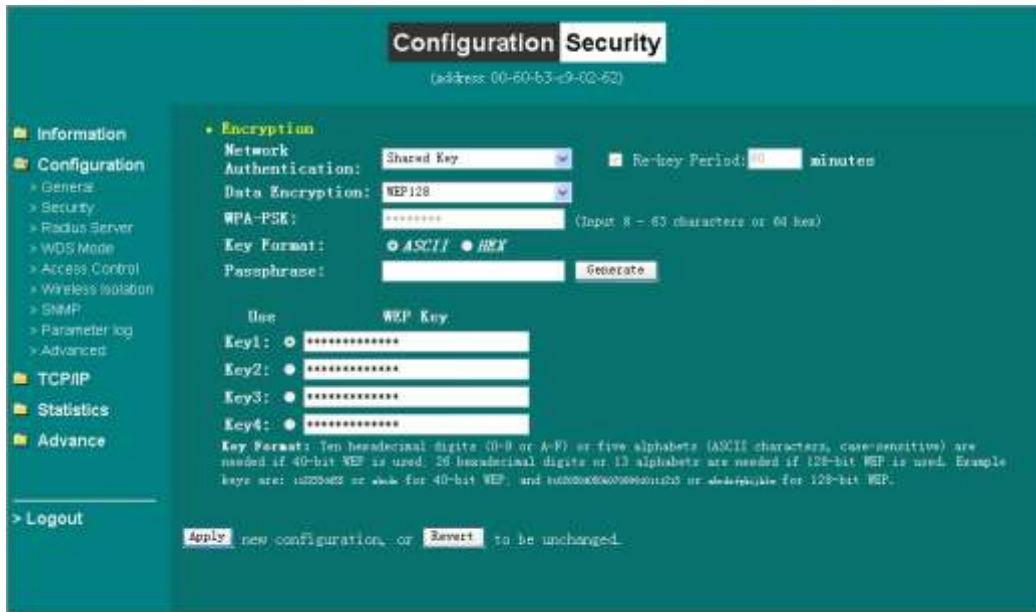 Configuration Security
(address: 00-60-b3-c9-02-62)
Information
Configuration
> General
> Security
> Radius Server
> WDS Mode
> Access Control
> Wireless Isolation
> SNMP
> Parameter log
> Advanced
TCP/IP
Statistics
Advance
> Logout
Encryption
Network Authentication: Shared Key Re-key Period: minutes
Data Encryption: WEP128
WPA-PSK: ******** (Input 8 - 63 characters or 64 hex)
Key Format: ASCII HEX
Passphrase: Generate
Use WEP Key
Key1: *************
Key2: *************
Key3: *************
Key4: *************
Key Format: Ten hexadecimal digits (0-9 or A-F) or five alphabets (ASCII characters, case-sensitive) are
needed if 40-bit WEP is used. 26 hexadecimal digits or 13 alphabets are needed if 128-bit WEP is used. Example
keys are: or for 40-bit WEP, and or for 128-bit WEP.
Apply new configuration, or Revert to be unchanged.